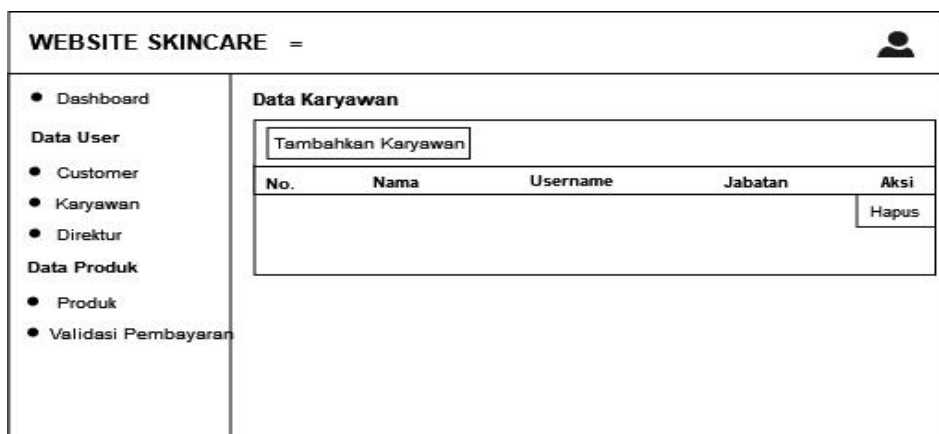 WEBSITE SKINCARE =
Dashboard
Data User
Customer
Karyawan
Direktur
Data Produk
Produk
Validasi Pembayaran
Data Karyawan
Tambahkan Karyawan
No. Nama Username Jabatan Aksi
Hapus